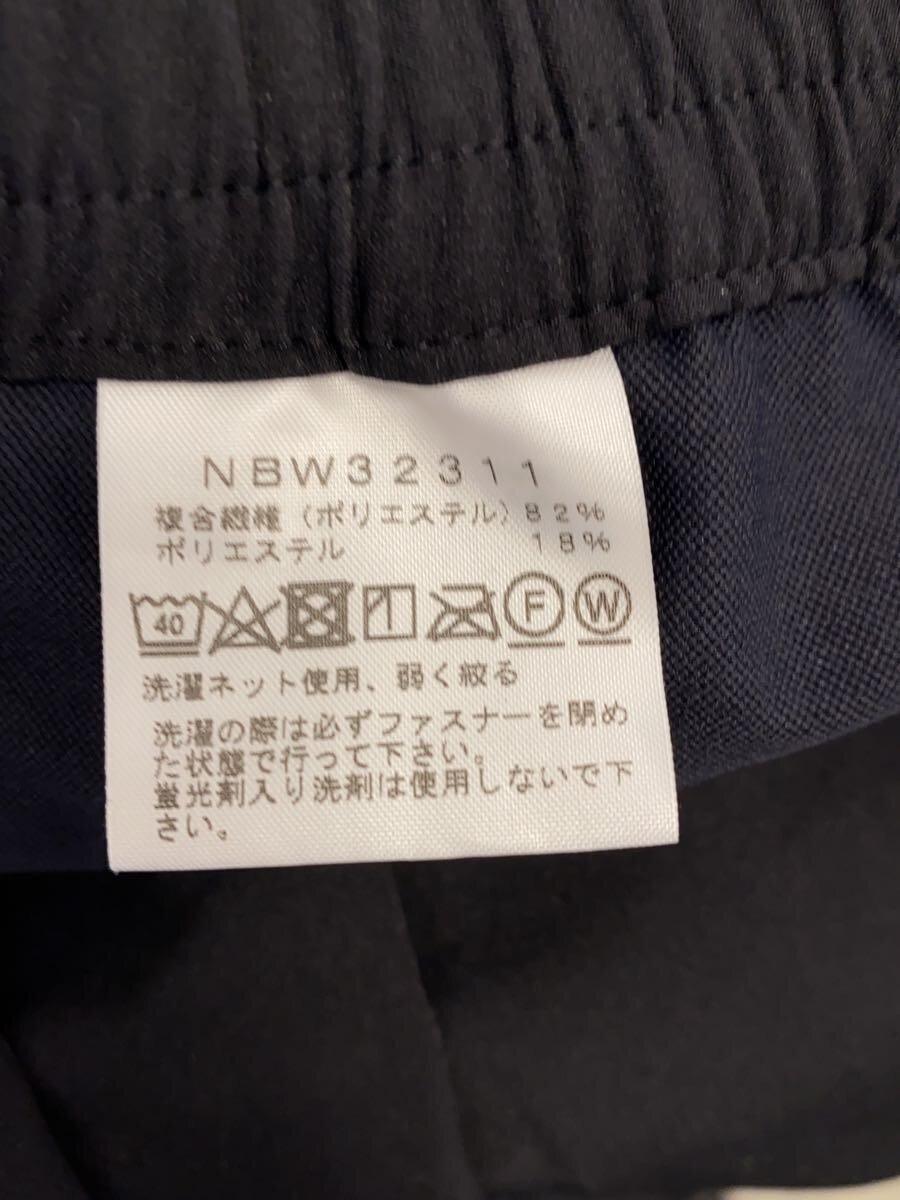 NBW32311
複合繊維（ポリエステル）82%
ポリエステル 18%
40 F W
洗濯ネット使用、弱く絞る
洗濯の際は必ずファスナーを閉め
た状態で行って下さい。
蛍光剤入り洗剤は使用しないで下
さい。